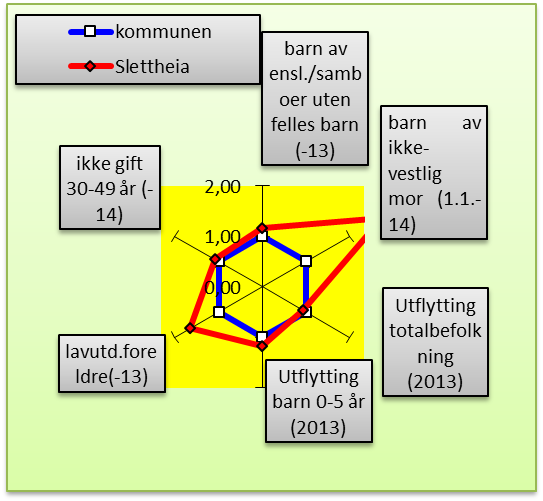 kommunen
Slettheia
barn av
ensl./samb
oer uten
felles barn
(-13)
barn av
ikke-
vestlig
mor (1.1.-
14)
ikke gift
30-49 år (-
14)
2,00
1,00
0,00
Utflytting
totalbefolk
ning
(2013)
lavutd.fore
ldre(-13)
Utflytting
barn 0-5 år
(2013)